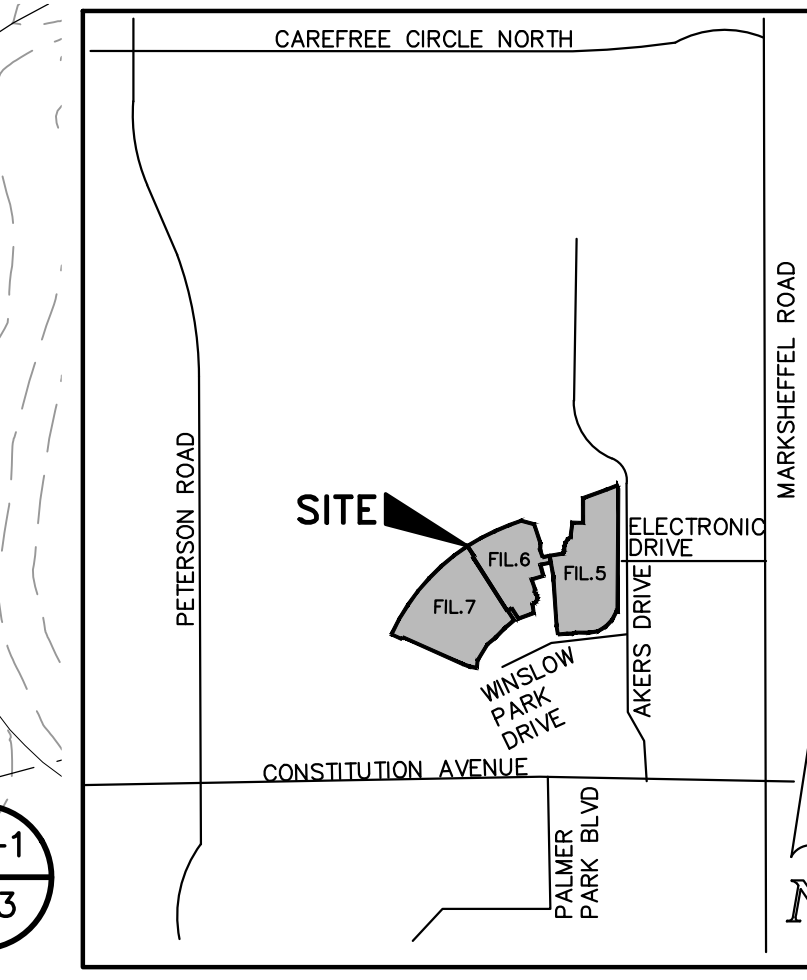 CAREFREE CIRCLE NORTH
MARKSHEFFEL ROAD
PETERSON ROAD
SITE
ELECTRONIC
DRIVE
FIL.6
FIL.5
FIL.7
AKERS DRIVE
WINSLOW
PARK
DRIVE
CONSTITUTION AVENUE
PALMER
PARK BLVD
-1
3
N